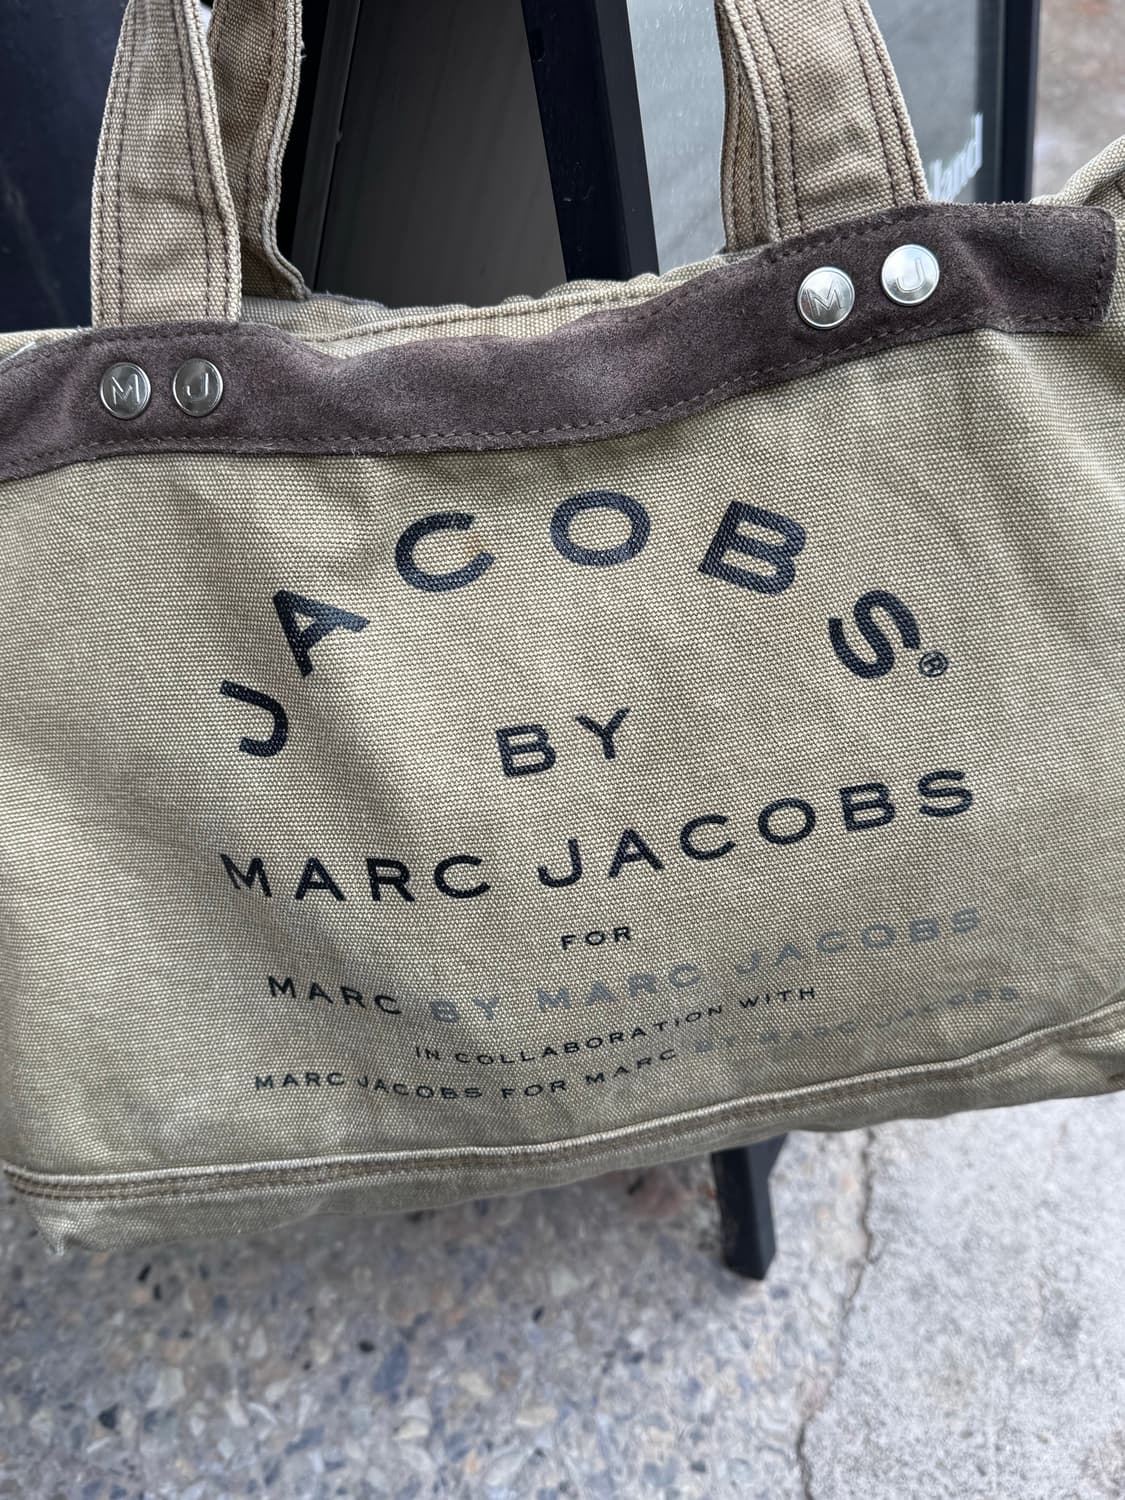 land
M J
M J
JACOBS®
BY
MARC JACOBS
FOR
MARC BY MARC JACOBS
IN COLLABORATION WITH
MARC JACOBS FOR MARC BY MARC JACOBS